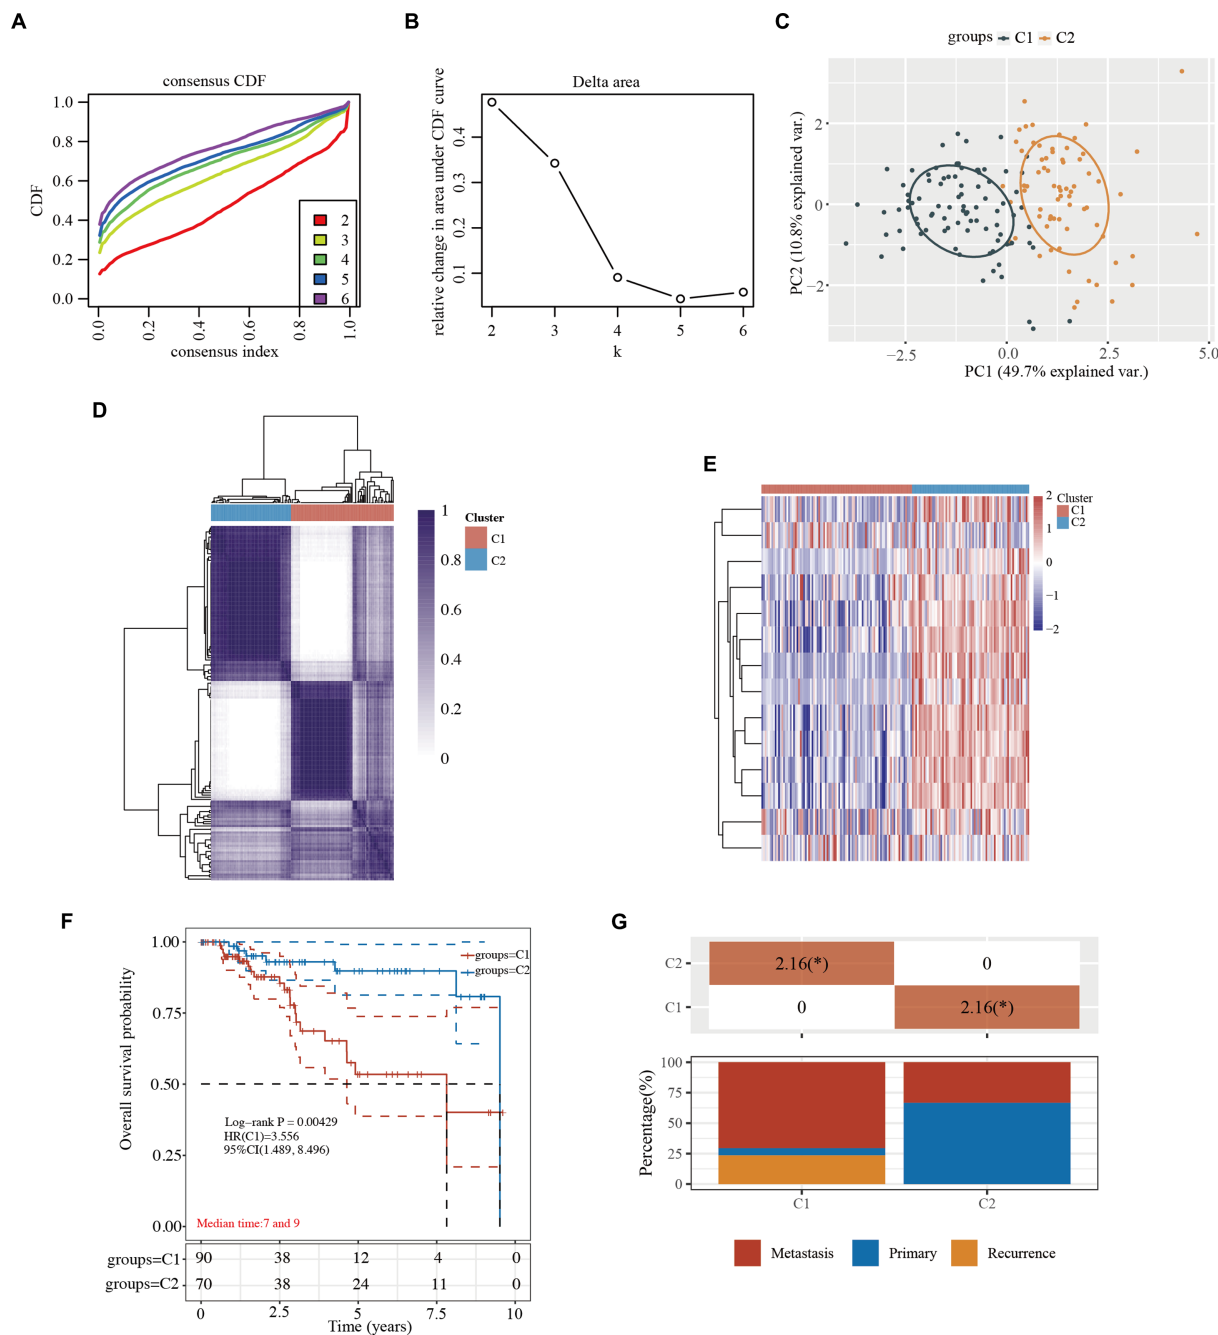 A
consensus CDF
CDF
1.0
0.8
0.6
0.4
0.2
0.0
2
3
4
5
6
0.0 0.2 0.4 0.6 0.8 1.0
consensus index
B
Delta area
relative change in area under CDF curve
0.4
0.3
0.2
0.1
2 3 4 5 6
k
C
groups C1 C2
PC2 (10.8% explained var.)
2
0
−2
−2.5 0.0 2.5 5.0
PC1 (49.7% explained var.)
D
1
0.8
0.6
0.4
0.2
0
Cluster
C1
C2
E
2
1
0
−1
−2
Cluster
C1
C2
F
Overall survival probability
1.00
0.75
0.50
0.25
0.00
groups=C1
groups=C2
Log−rank P = 0.00429
HR(C1)=3.556
95%CI(1.489, 8.496)
Median time:7 and 9
groups=C1 90 38 12 4 0
groups=C2 70 38 24 11 0
0 2.5 5 7.5 10
Time (years)
G
C2 2.16(*) 0
C1 0 2.16(*)
Percentage(%)
100
75
50
25
0
C1 C2
Metastasis Primary Recurrence